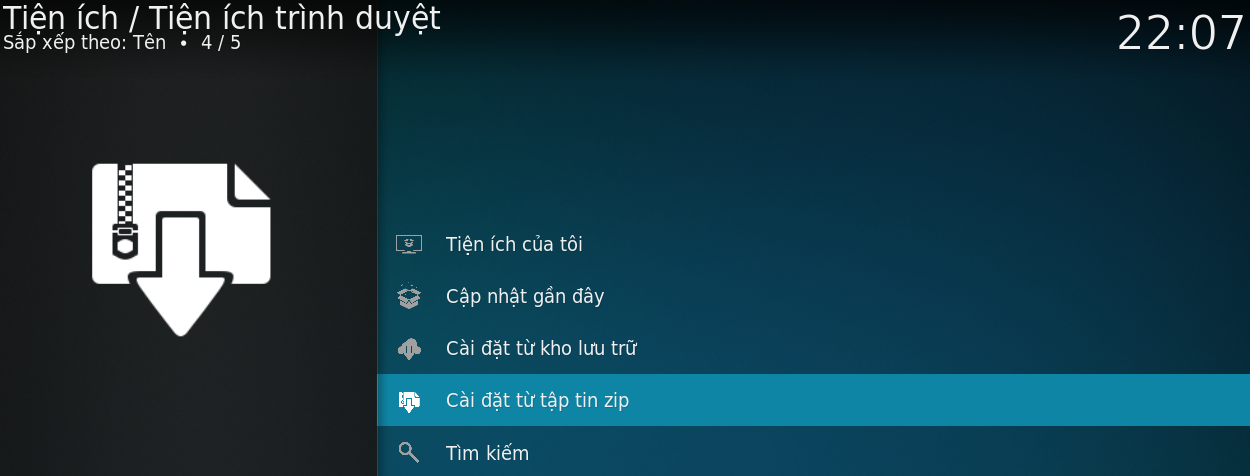 Tiện ích / Tiện ích trình duyệt
Sắp xếp theo: Tên • 4 / 5
22:07
Tiện ích của tôi
Cập nhật gần đây
Cài đặt từ kho lưu trữ
Cài đặt từ tập tin zip
Tìm kiếm